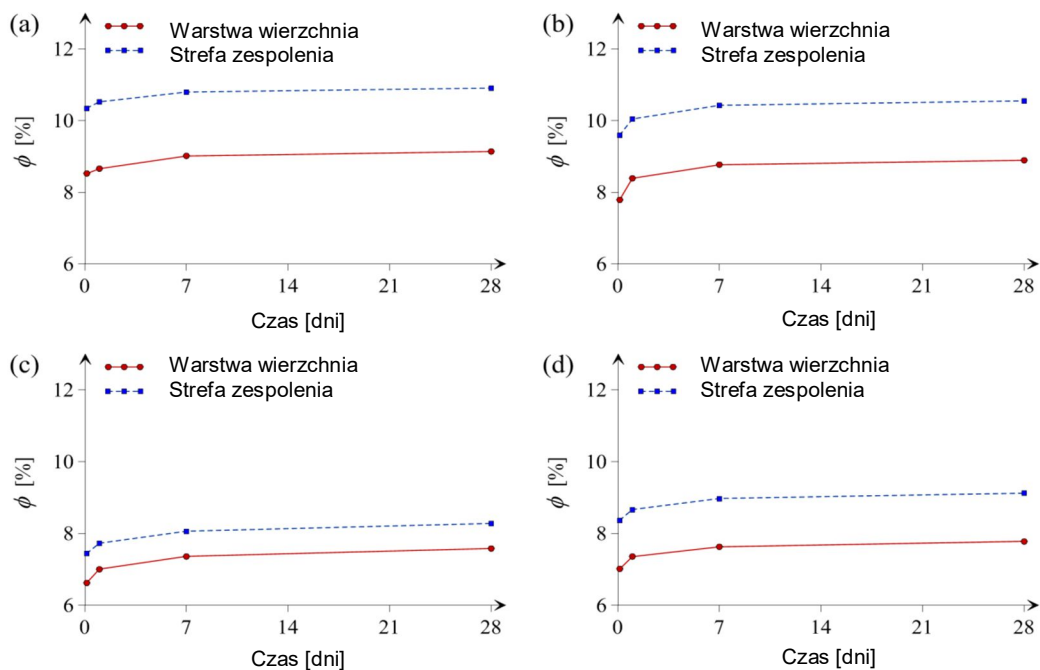 (a)
Warstwa wierzchnia
Strefa zespolenia
12
10
8
6
ϕ [%]
0 7 14 21 28
Czas [dni]
(b)
Warstwa wierzchnia
Strefa zespolenia
12
10
8
6
ϕ [%]
0 7 14 21 28
Czas [dni]
(c)
Warstwa wierzchnia
Strefa zespolenia
12
10
8
6
ϕ [%]
0 7 14 21 28
Czas [dni]
(d)
Warstwa wierzchnia
Strefa zespolenia
12
10
8
6
ϕ [%]
0 7 14 21 28
Czas [dni]